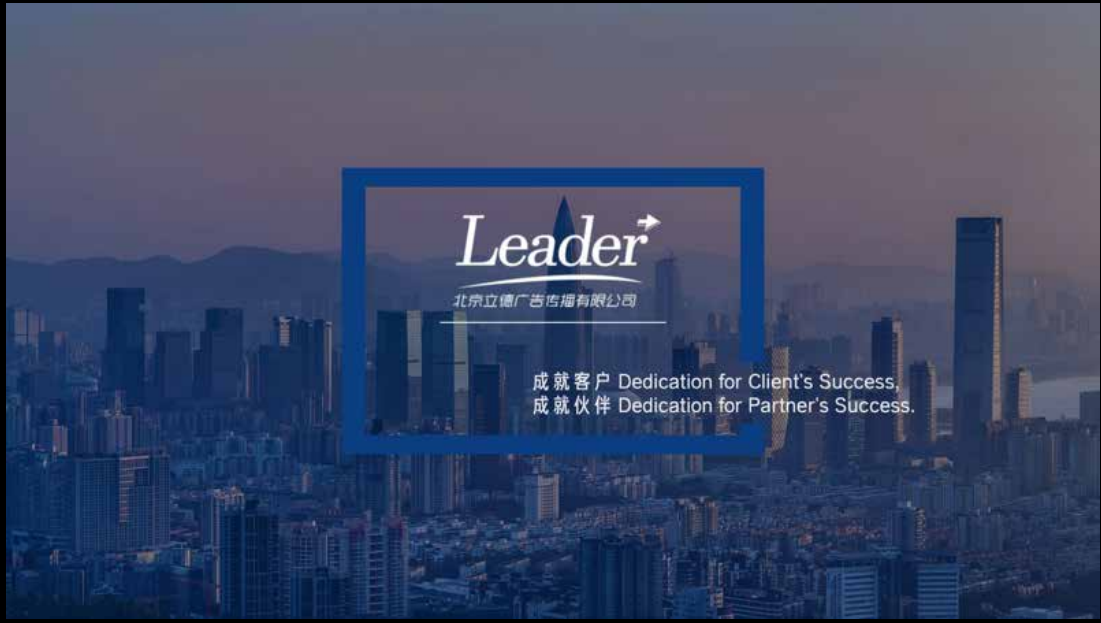 Leader
北京立德广告传播有限公司
成就客户 Dedication for Client's Success,
成就伙伴 Dedication for Partner's Success.